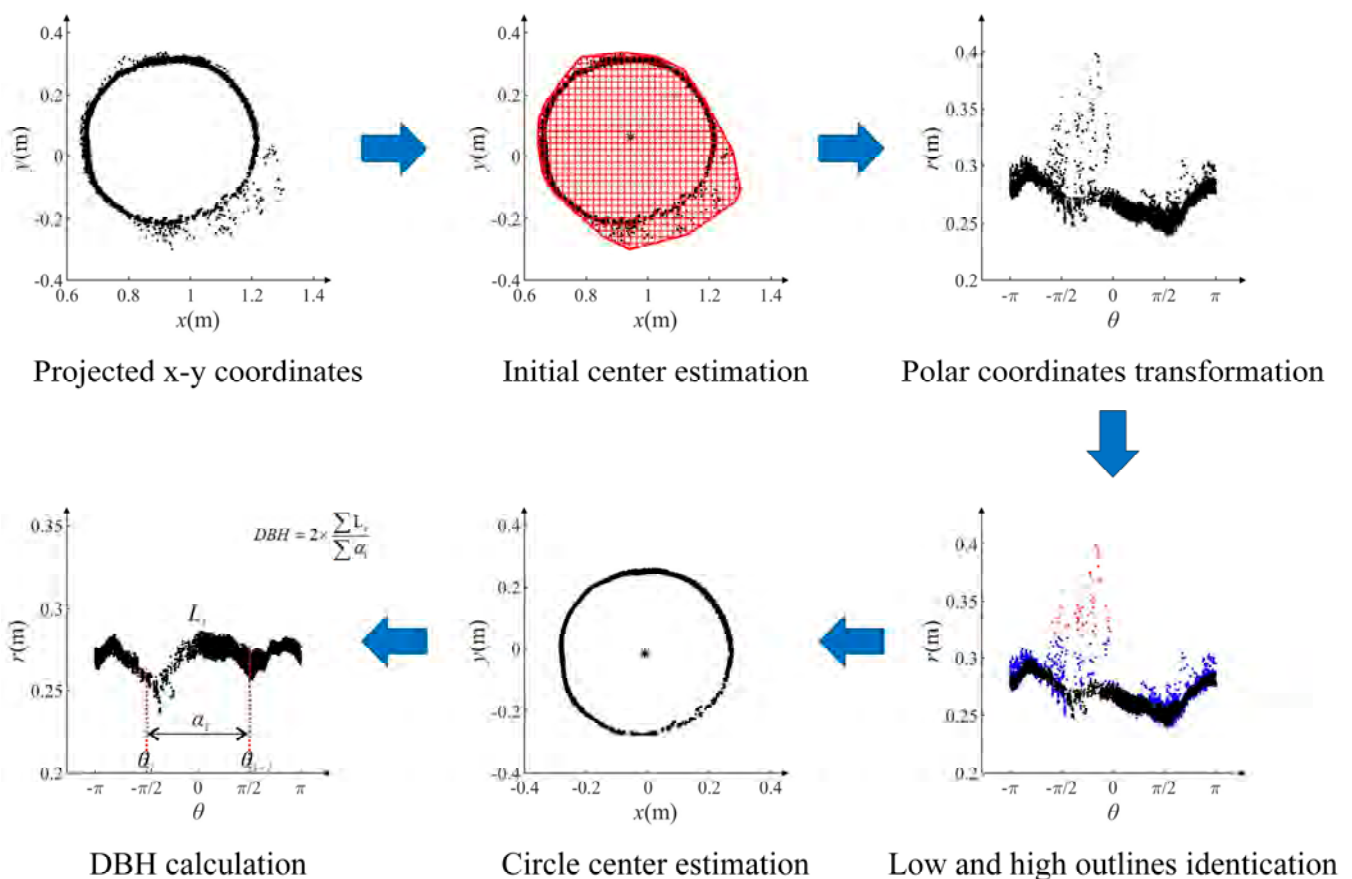 0.4
0.2
0
-0.2
-0.4
y(m)
0.6 0.8 1 1.2 1.4
x(m)
Projected x-y coordinates
0.4
0.2
0
-0.2
-0.4
y(m)
0.6 0.8 1 1.2 1.4
x(m)
Initial center estimation
0.4
0.35
0.3
0.25
0.2
r(m)
-π -π/2 0 π/2 π
θ
Polar coordinates transformation
0.35
0.3
0.25
0.2
r(m)
DBH = 2× ∑ L / ∑ α
L
α
θ θ
-π -π/2 0 π/2 π
θ
DBH calculation
0.4
0.2
0
-0.2
-0.4
y(m)
-0.4 -0.2 0 0.2 0.4
x(m)
Circle center estimation
0.4
0.35
0.3
0.25
0.2
r(m)
-π -π/2 0 π/2 π
θ
Low and high outlines identication